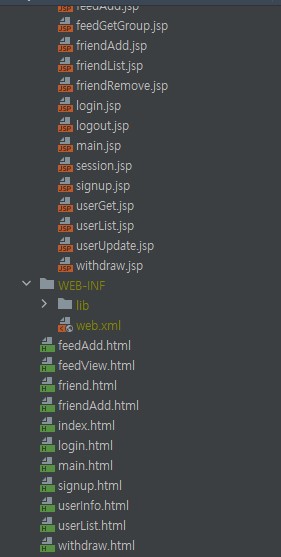 feedAdd.jsp
feedGetGroup.jsp
friendAdd.jsp
friendList.jsp
friendRemove.jsp
login.jsp
logout.jsp
main.jsp
session.jsp
signup.jsp
userGet.jsp
userList.jsp
userUpdate.jsp
withdraw.jsp
WEB-INF
lib
web.xml
feedAdd.html
feedView.html
friend.html
friendAdd.html
index.html
login.html
main.html
signup.html
userInfo.html
userList.html
withdraw.html